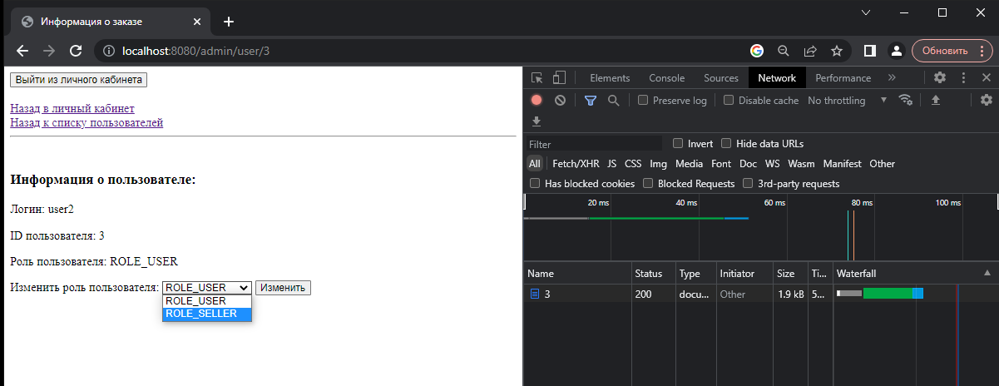 Информация о заказе
localhost:8080/admin/user/3
Обновить
Выйти из личного кабинета
Назад в личный кабинет
Назад к списку пользователей
Информация о пользователе:
Логин: user2
ID пользователя: 3
Роль пользователя: ROLE_USER
Изменить роль пользователя: ROLE_USER Изменить
ROLE_USER
ROLE_SELLER
Elements Console Sources Network Performance »
Preserve log Disable cache No throttling
Filter Invert Hide data URLs
All Fetch/XHR JS CSS Img Media Font Doc WS Wasm Manifest Other
Has blocked cookies Blocked Requests 3rd-party requests
20 ms 40 ms 60 ms 80 ms 100 ms
Name Status Type Initiator Size Ti... Waterfall
3 200 docu... Other 1.9 kB 5...